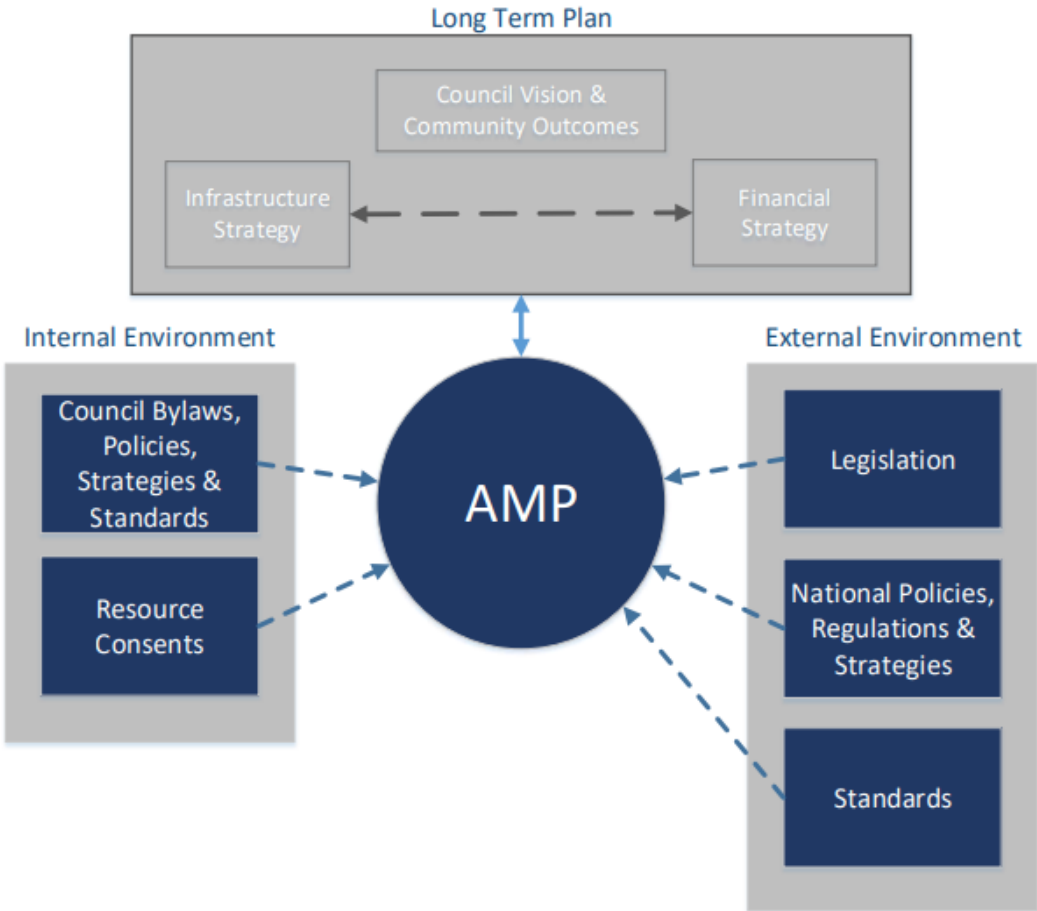 Long Term Plan
Council Vision &
Community Outcomes
Infrastructure
Strategy
Financial
Strategy
Internal Environment
Council Bylaws,
Policies,
Strategies &
Standards
Resource
Consents
AMP
External Environment
Legislation
National Policies,
Regulations &
Strategies
Standards